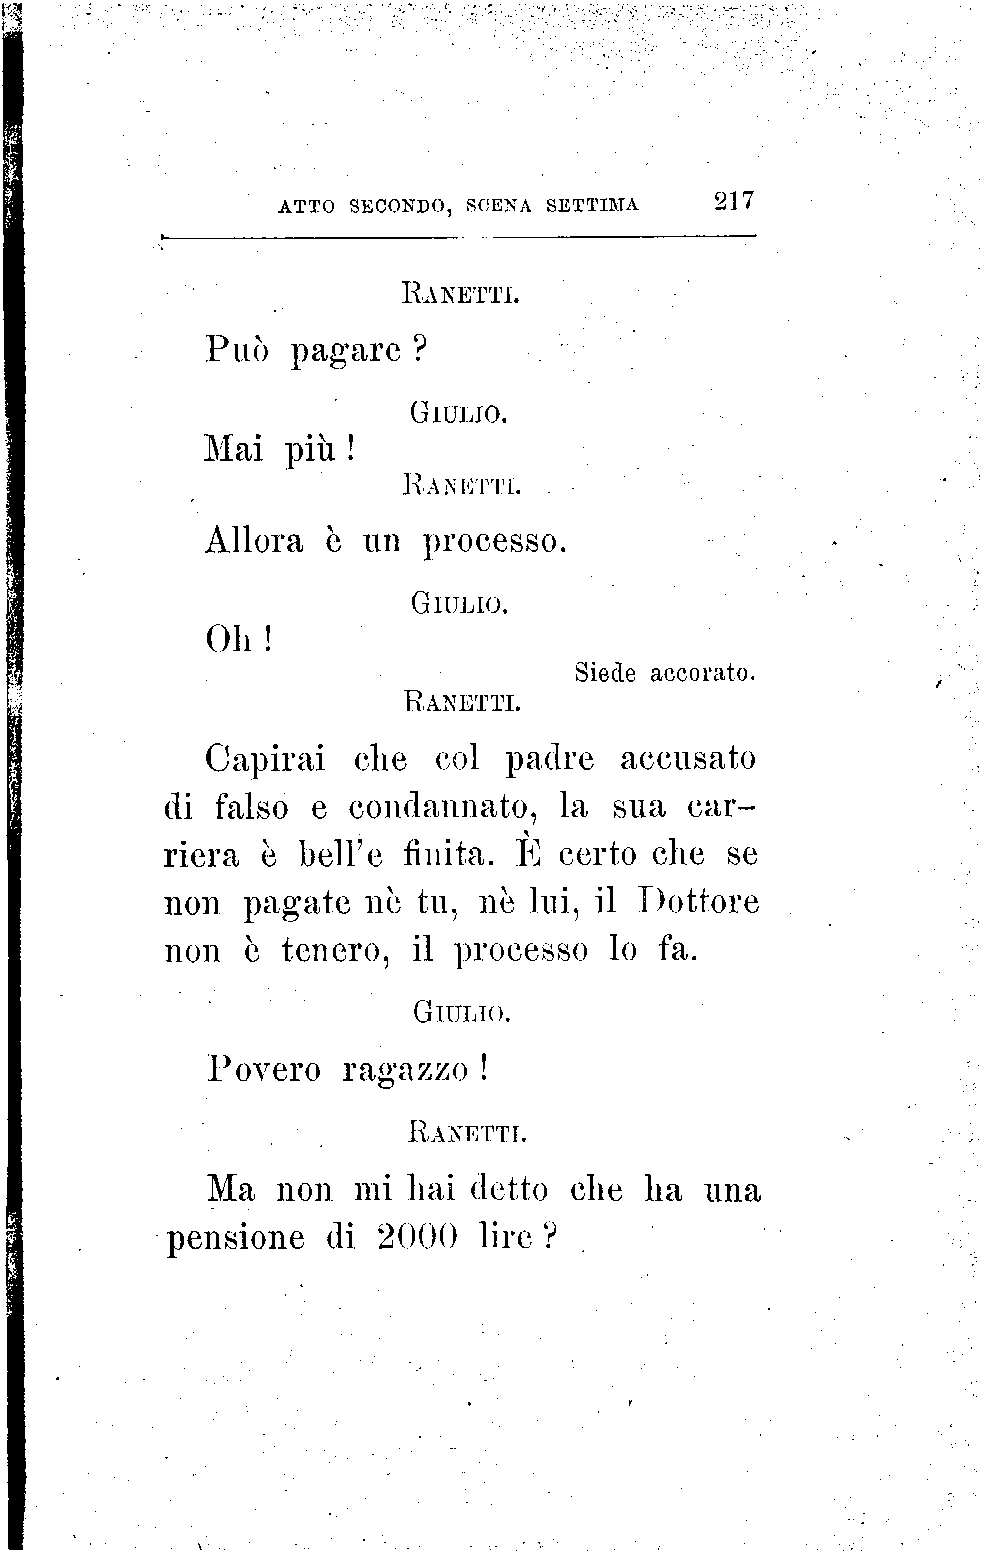 ATTO SECONDO, SCENA SETTIMA 217
RANETTI.
Può pagare ?
GIULIO.
Mai più !
RANETTI.
Allora è un processo.
GIULIO.
Oh !
Siede accorato.
RANETTI.
Capirai che col padre accusato
di falso e condannato, la sua car-
riera è bell'e finita. È certo che se
non pagate nè tu, nè lui, il Dottore
non è tenero, il processo lo fa.
GIULIO.
Povero ragazzo !
RANETTI.
Ma non mi hai detto che ha una
pensione di 2000 lire ?